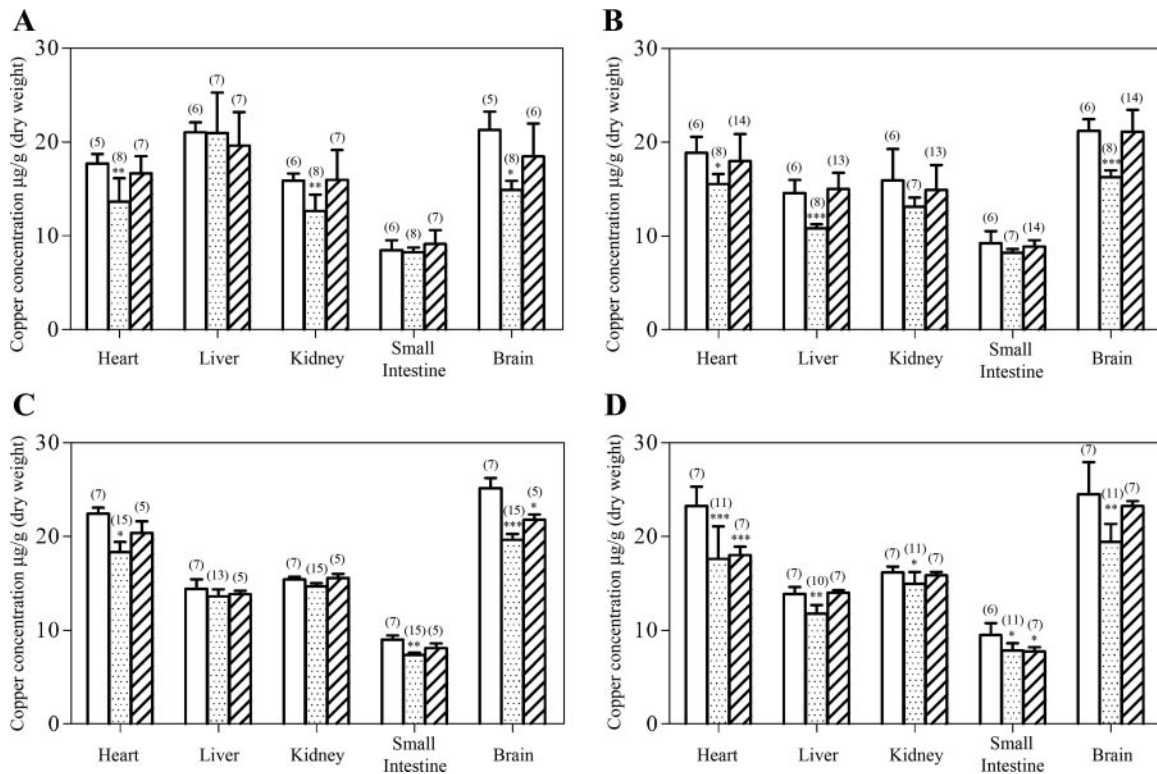 A
Copper concentration µg/g (dry weight)
30
20
10
0
(5)
(8)
**
(7)
(6)
(7)
(7)
(6)
(8)
**
(7)
(6)
(8)
(7)
(5)
(8)
*
(6)
Heart
Liver
Kidney
Small
Intestine
Brain
B
Copper concentration µg/g (dry weight)
30
20
10
0
(6)
(8)
*
(14)
(6)
(8)
***
(13)
(6)
(7)
(13)
(6)
(7)
(14)
(6)
(8)
***
(14)
Heart
Liver
Kidney
Small
Intestine
Brain
C
Copper concentration µg/g (dry weight)
30
20
10
0
(7)
(15)
*
(5)
(7)
(13)
(5)
(7)
(15)
(5)
(7)
(15)
**
(5)
(7)
(15)
***
(5)
*
Heart
Liver
Kidney
Small
Intestine
Brain
D
Copper concentration µg/g (dry weight)
30
20
10
0
(7)
(11)
***
(7)
***
(7)
(10)
**
(7)
(7)
(11)
*
(7)
(6)
(11)
*
(7)
*
(7)
(11)
**
(7)
Heart
Liver
Kidney
Small
Intestine
Brain